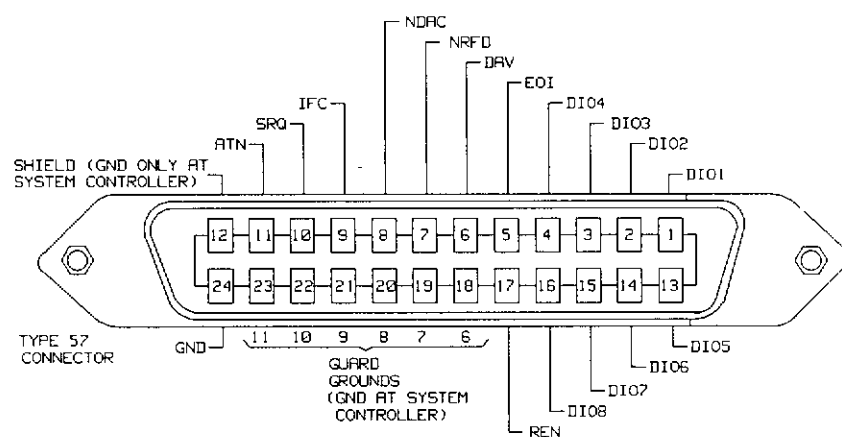 NDAC
NRFD
DAV
EOI
IFC
DIO4
SRQ
DIO3
ATN
DIO2
SHIELD (GND ONLY AT
SYSTEM CONTROLLER)
DIO1
12 11 10 9 8 7 6 5 4 3 2 1
24 23 22 21 20 19 18 17 16 15 14 13
TYPE 57
CONNECTOR
GND
11 10 9 8 7 6
DIO5
GUARD
GROUNDS
(GND AT SYSTEM
CONTROLLER)
DIO6
DIO7
DIO8
REN